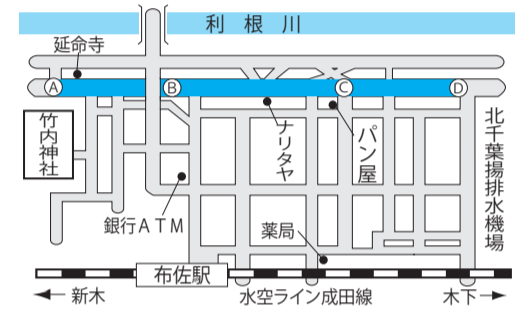 利根川
延命寺
A
B
C
D
竹内神社
ナリタヤ
パン屋
北千葉揚排水機場
銀行ATM
薬局
布佐駅
← 新木
水空ライン成田線
木下→